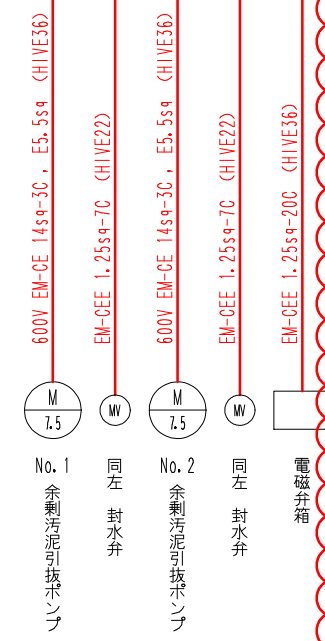 600V EM-CE 14sq-3C , E5.5sq (HIVE36)
EM-CEE 1.25sq-7C (HIVE22)
600V EM-CE 14sq-3C , E5.5sq (HIVE36)
EM-CEE 1.25sq-7C (HIVE22)
EM-CEE 1.25sq-20C (HIVE36)
M
7.5
MV
M
7.5
MV
No.1 余剰汚泥引抜ポンプ
同左 封水弁
No.2 余剰汚泥引抜ポンプ
同左 封水弁
電磁弁箱